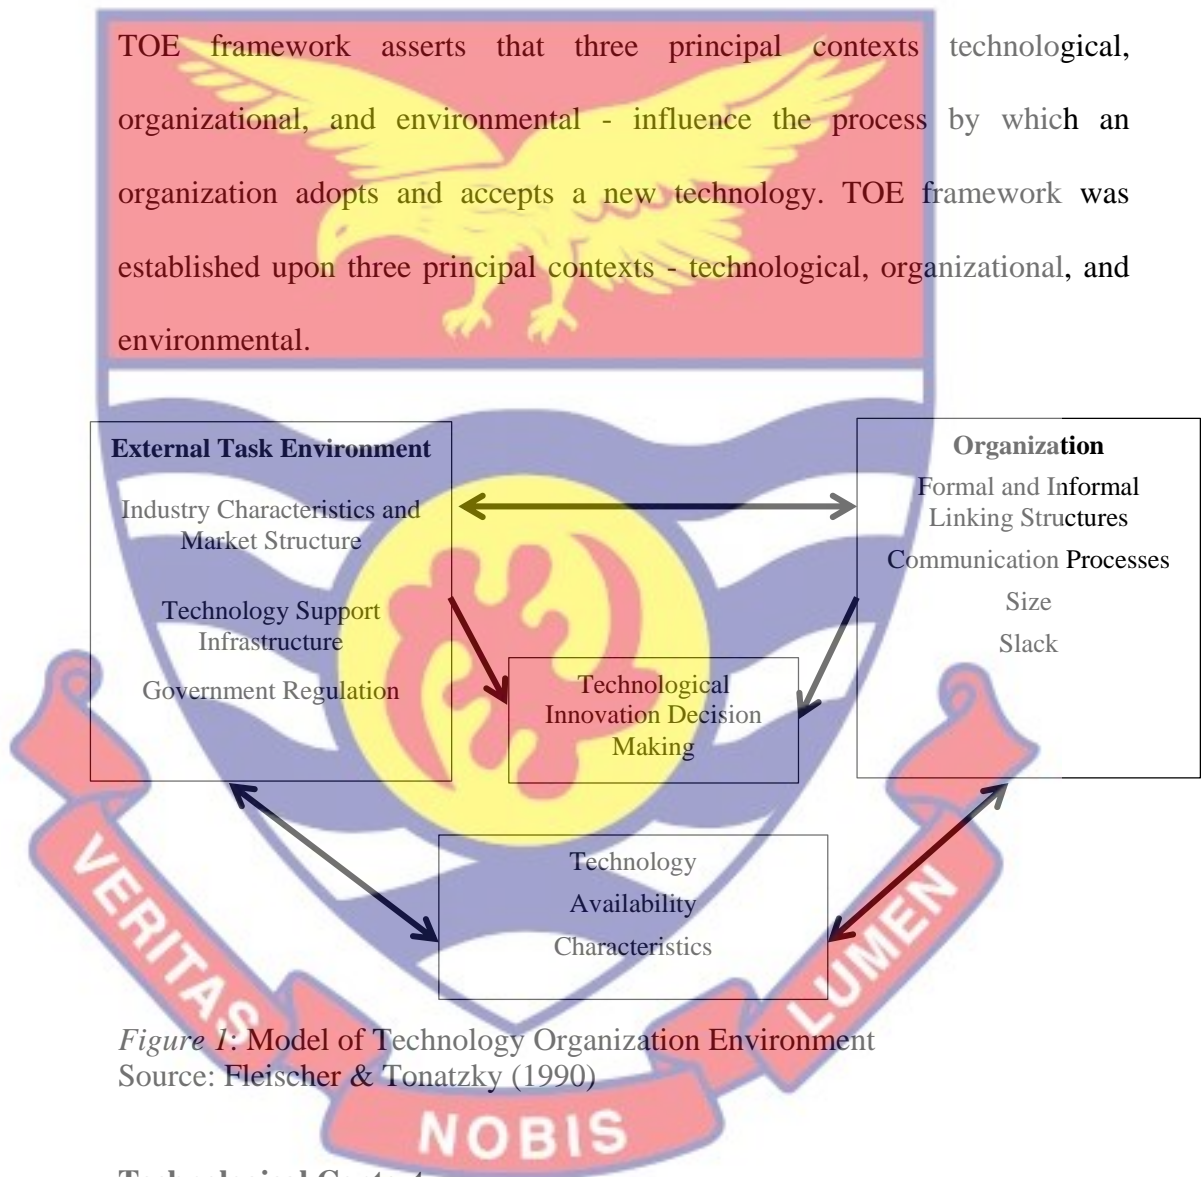 TOE framework asserts that three principal contexts technological,
organizational, and environmental - influence the process by which an
organization adopts and accepts a new technology. TOE framework was
established upon three principal contexts - technological, organizational, and
environmental.
External Task Environment
Industry Characteristics and
Market Structure
Technology Support
Infrastructure
Government Regulation
Organization
Formal and Informal
Linking Structures
Communication Processes
Size
Slack
Technological
Innovation Decision
Making
Technology
Availability
Characteristics
VERITAS
NOBIS
LUMEN
Figure 1: Model of Technology Organization Environment
Source: Fleischer & Tonatzky (1990)
Technological Context